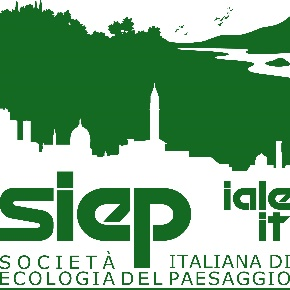 siep iale
it
SOCIETÀ ITALIANA DI
ECOLOGIA DEL PAESAGGIO